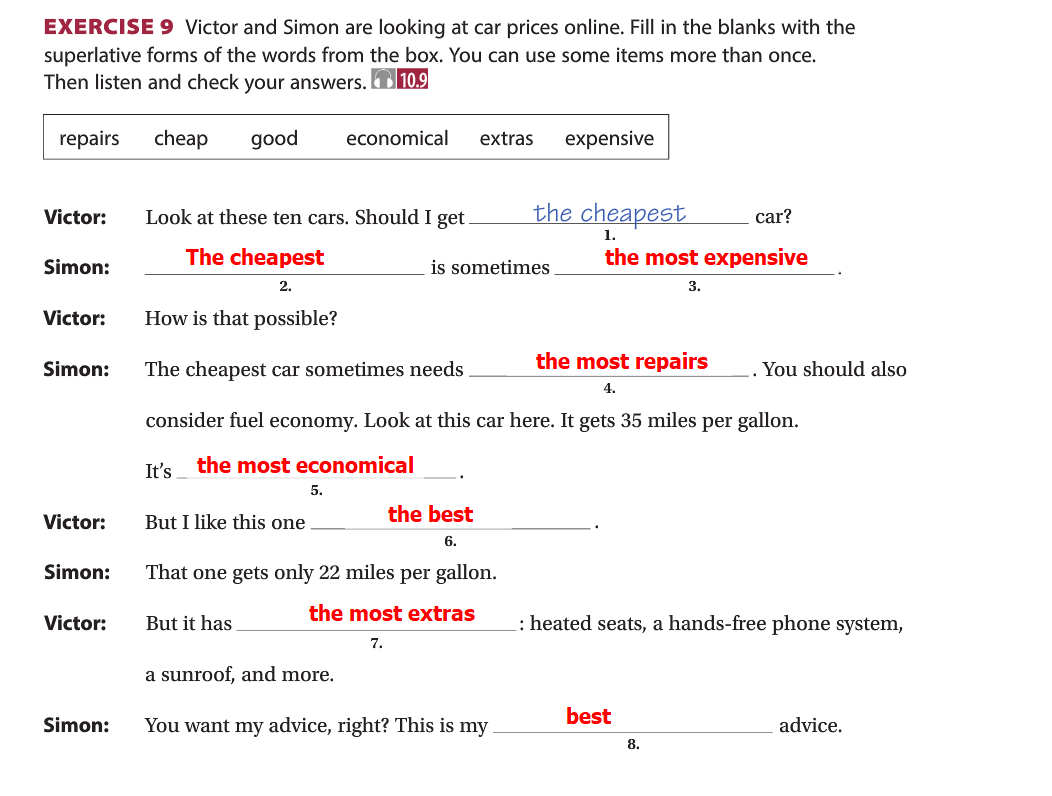 EXERCISE 9 Victor and Simon are looking at car prices online. Fill in the blanks with the
superlative forms of the words from the box. You can use some items more than once.
Then listen and check your answers. 10.9
repairs cheap good economical extras expensive
Victor: Look at these ten cars. Should I get the cheapest car?
1.
Simon: The cheapest is sometimes the most expensive.
2. 3.
Victor: How is that possible?
Simon: The cheapest car sometimes needs the most repairs. You should also
4.
consider fuel economy. Look at this car here. It gets 35 miles per gallon.
It's the most economical.
5.
Victor: But I like this one the best.
6.
Simon: That one gets only 22 miles per gallon.
Victor: But it has the most extras: heated seats, a hands-free phone system,
7.
a sunroof, and more.
Simon: You want my advice, right? This is my best advice.
8.